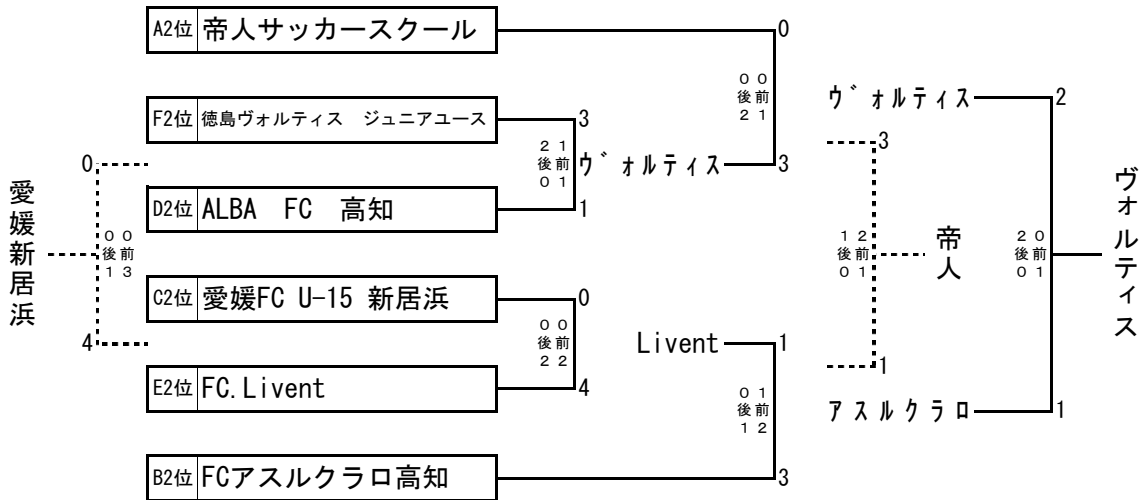 A2位 帝人サッカースクール 0
0 0
後 前
2 1
ヴォルティス 2
F2位 徳島ヴォルティス　ジュニアユース 3
3
2 1
後 前
0 1
0
ヴォルティス 3
愛媛新居浜
ヴォルティス
D2位 ALBA　FC　高知 1
0 0
後 前
1 3
1 2
後 前
0 1
帝人
2 0
後 前
0 1
C2位 愛媛FC U-15 新居浜 0
0 0
後 前
2 2
4
Livent 1
1
E2位 FC.Livent 4
0 1
後 前
1 2
アスルクラロ 1
B2位 FCアスルクラロ高知 3